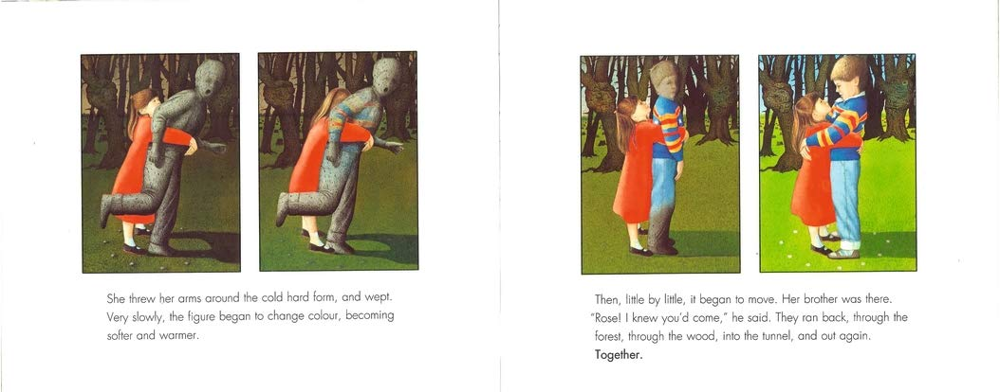 She threw her arms around the cold hard form, and wept.
Very slowly, the figure began to change colour, becoming
softer and warmer.
Then, little by little, it began to move. Her brother was there.
“Rose! I knew you’d come,” he said. They ran back, through the
forest, through the wood, into the tunnel, and out again.
Together.